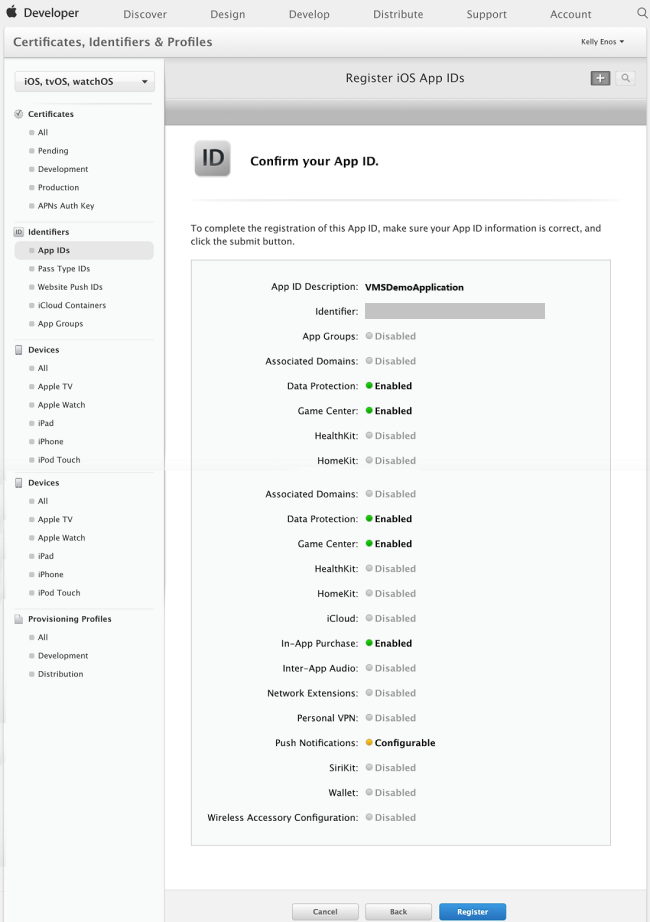 Developer Discover Design Develop Distribute Support Account
Certificates, Identifiers & Profiles Kelly Enos
iOS, tvOS, watchOS
Certificates
All
Pending
Development
Production
APNs Auth Key
ID Identifiers
App IDs
Pass Type IDs
Website Push IDs
iCloud Containers
App Groups
Devices
All
Apple TV
Apple Watch
iPad
iPhone
iPod Touch
Devices
All
Apple TV
Apple Watch
iPad
iPhone
iPod Touch
Provisioning Profiles
All
Development
Distribution
Register iOS App IDs
ID Confirm your App ID.
To complete the registration of this App ID, make sure your App ID information is correct, and
click the submit button.
App ID Description: VMSDemoApplication
Identifier:
App Groups: Disabled
Associated Domains: Disabled
Data Protection: Enabled
Game Center: Enabled
HealthKit: Disabled
HomeKit: Disabled
Associated Domains: Disabled
Data Protection: Enabled
Game Center: Enabled
HealthKit: Disabled
HomeKit: Disabled
iCloud: Disabled
In-App Purchase: Enabled
Inter-App Audio: Disabled
Network Extensions: Disabled
Personal VPN: Disabled
Push Notifications: Configurable
SiriKit: Disabled
Wallet: Disabled
Wireless Accessory Configuration: Disabled
Cancel Back Register